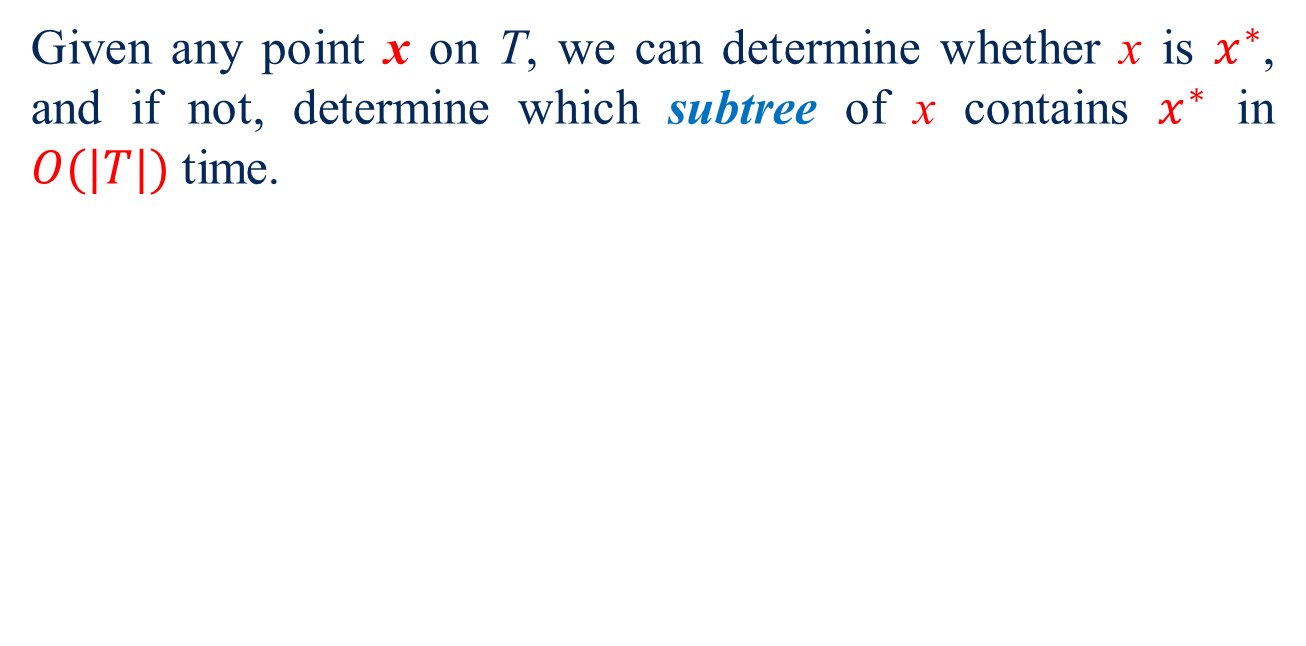 Given any point x on T, we can determine whether x is x*,
and if not, determine which subtree of x contains x* in
O(|T|) time.